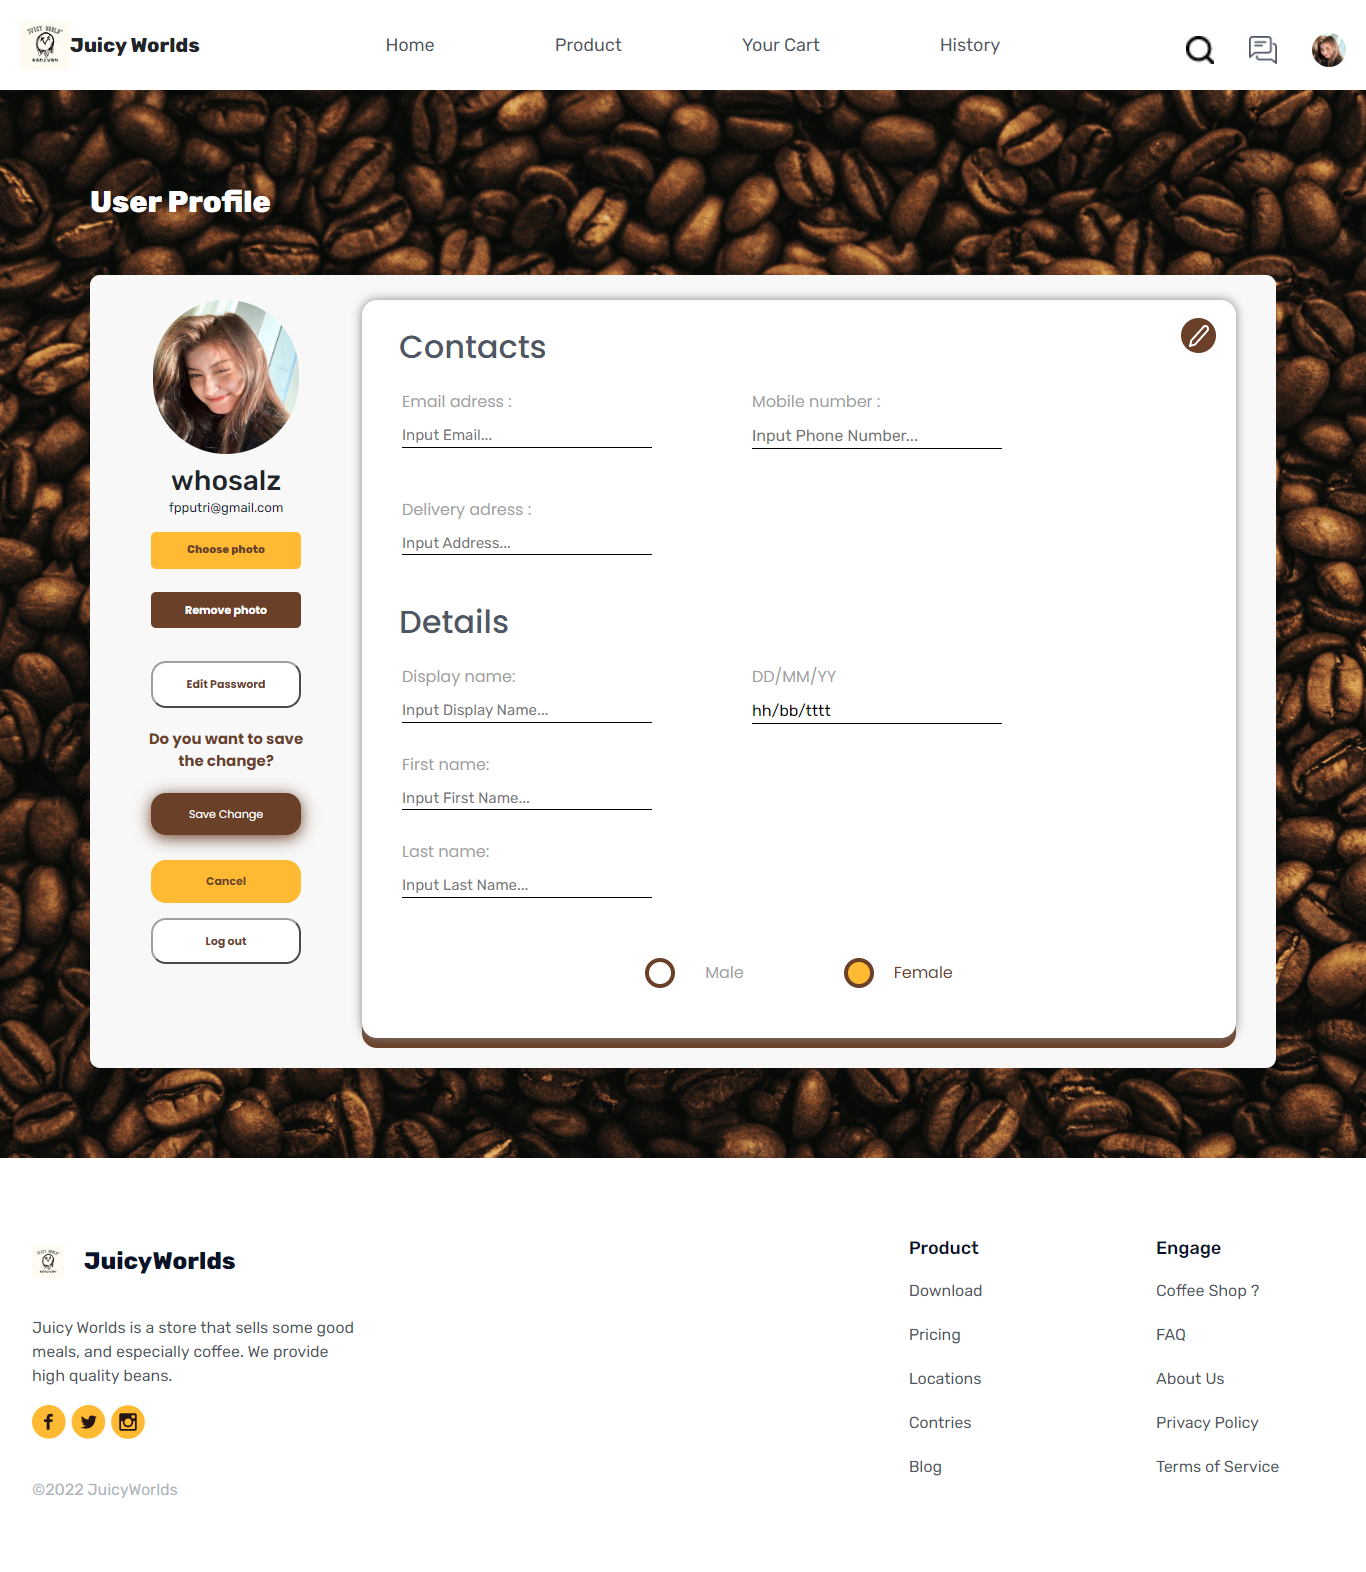 JUICY WORLD
Juicy Worlds
Home
Product
Your Cart
History
User Profile
whosalz
fpputri@gmail.com
Choose photo
Remove photo
Edit Password
Do you want to save
the change?
Save Change
Cancel
Log out
Contacts
Email adress :
Input Email...
Mobile number :
Input Phone Number...
Delivery adress :
Input Address...
Details
Display name:
Input Display Name...
DD/MM/YY
hh/bb/tttt
First name:
Input First Name...
Last name:
Input Last Name...
Male
Female
JuicyWorlds
Juicy Worlds is a store that sells some good
meals, and especially coffee. We provide
high quality beans.
©2022 JuicyWorlds
Product
Download
Pricing
Locations
Contries
Blog
Engage
Coffee Shop ?
FAQ
About Us
Privacy Policy
Terms of Service